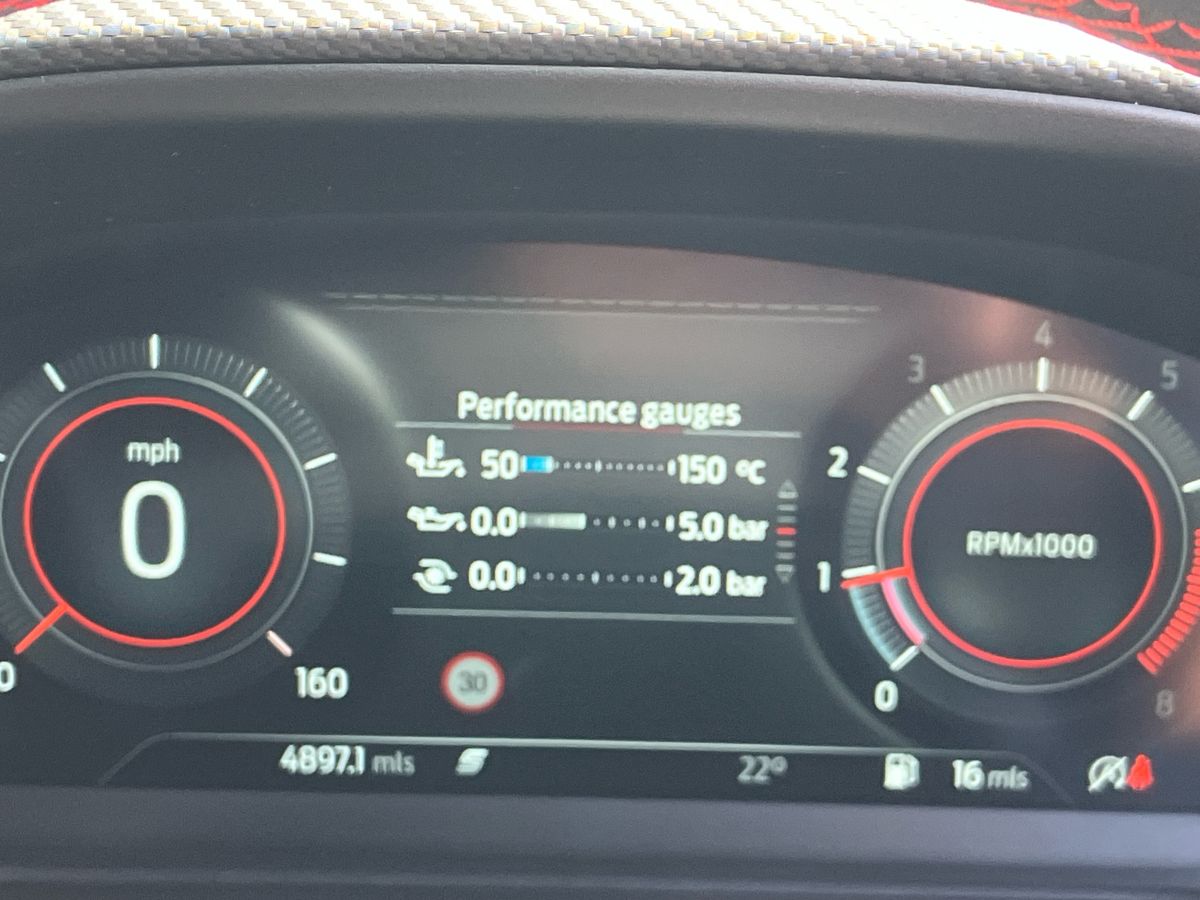 Performance gauges
50 150 °C
0.0 5.0 bar
0.0 2.0 bar
mph
0
0 160
30
0 1 2 3 4 5 8
RPMx1000
4897.1 mls 22° 16 mls